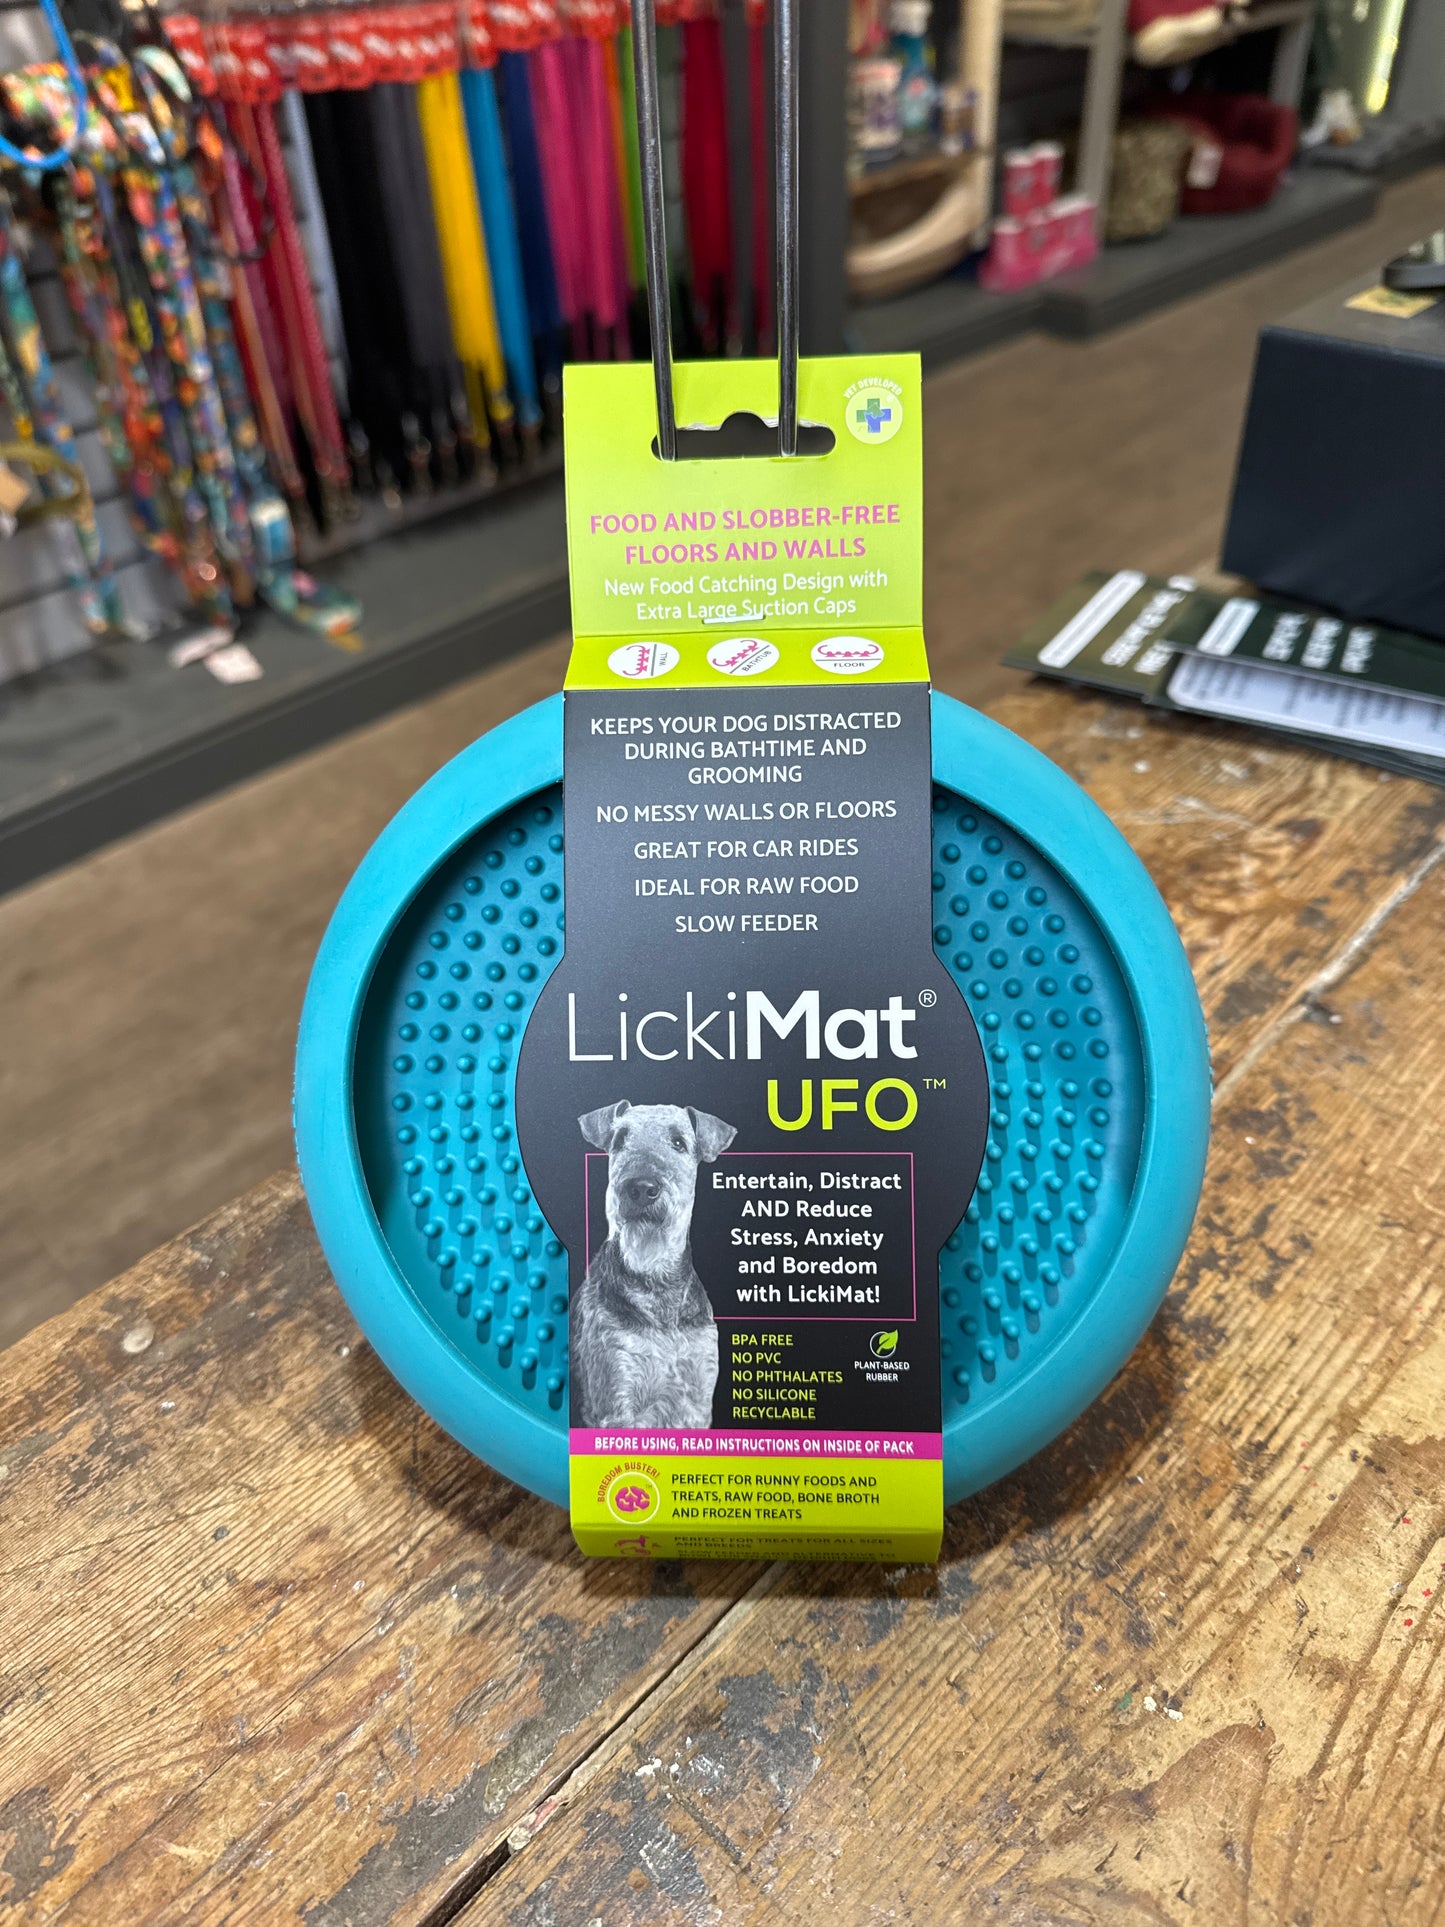 VET DEVELOPED
FOOD AND SLOBBER-FREE
FLOORS AND WALLS
New Food Catching Design with
Extra Large Suction Caps
WALL
BATHTUB
FLOOR
KEEPS YOUR DOG DISTRACTED
DURING BATHTIME AND
GROOMING
NO MESSY WALLS OR FLOORS
GREAT FOR CAR RIDES
IDEAL FOR RAW FOOD
SLOW FEEDER
LickiMat®
UFO™
Entertain, Distract
AND Reduce
Stress, Anxiety
and Boredom
with LickiMat!
BPA FREE
NO PVC
NO PHTHALATES
NO SILICONE
RECYCLABLE
PLANT-BASED
RUBBER
BEFORE USING, READ INSTRUCTIONS ON INSIDE OF PACK
BOREDOM BUSTER!
PERFECT FOR RUNNY FOODS AND
TREATS, RAW FOOD, BONE BROTH
AND FROZEN TREATS
PERFECT FOR TREATS FOR ALL SIZES
AND BREEDS
SLOW FEEDER AND ALTERNATIVE TO